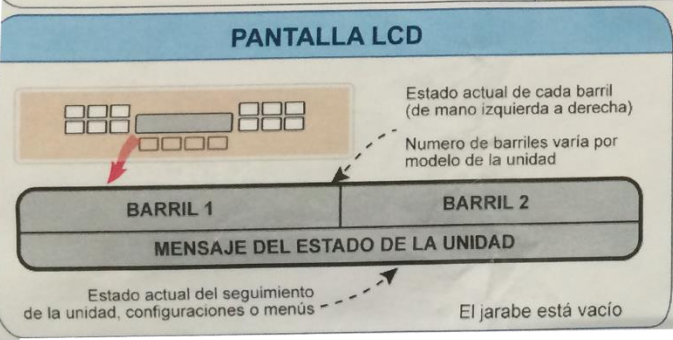 PANTALLA LCD
Estado actual de cada barril
(de mano izquierda a derecha)
Numero de barriles varía por
modelo de la unidad
BARRIL 1
BARRIL 2
MENSAJE DEL ESTADO DE LA UNIDAD
Estado actual del seguimiento
de la unidad, configuraciones o menús
El jarabe está vacío